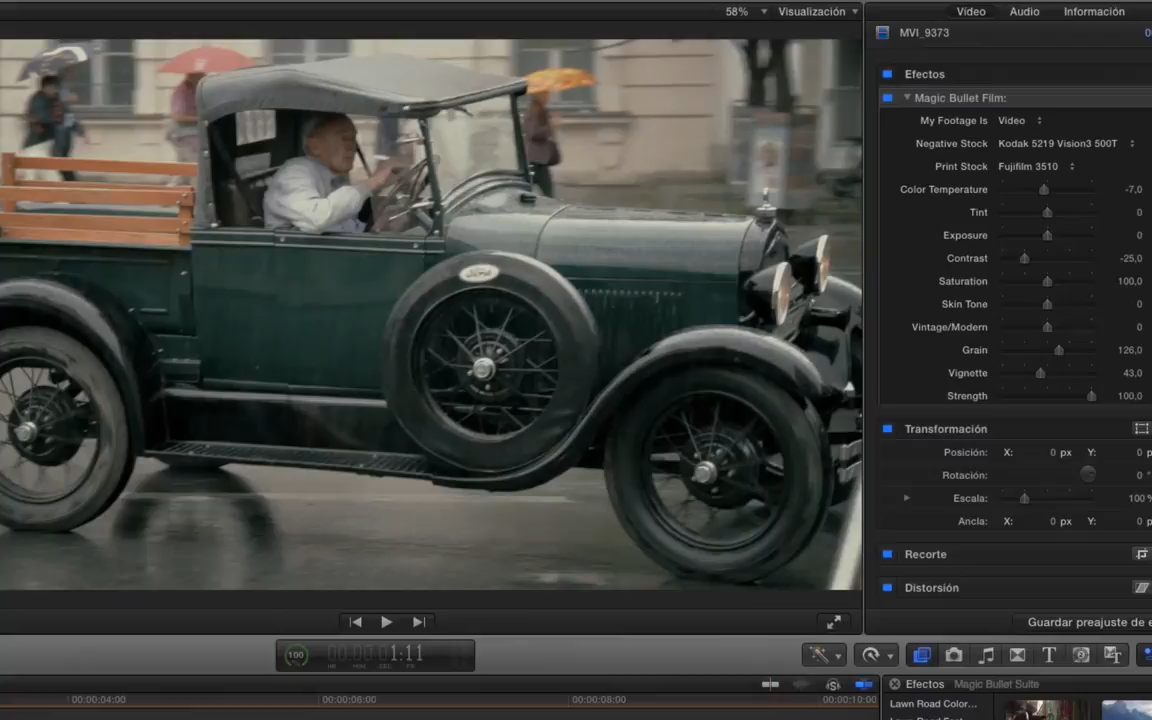 58% Visualización
Vídeo Audio Información
MVI_9373
Efectos
Magic Bullet Film:
My Footage Is Video
Negative Stock Kodak 5219 Vision3 500T
Print Stock Fujifilm 3510
Color Temperature -7,0
Tint 0
Exposure 0
Contrast -25,0
Saturation 100,0
Skin Tone 0
Vintage/Modern 0
Grain 126,0
Vignette 43,0
Strength 100,0
Transformación
Posición: X: 0 px Y: 0 p
Rotación: 0 °
Escala: 100 %
Ancla: X: 0 px Y: 0 p
Recorte
Distorsión
Guardar preajuste de e
Ford
100 1:11
00:00:04:00 00:00:06:00 00:00:08:00 00:00:10:00
Efectos Magic Bullet Suite
Lawn Road Color...